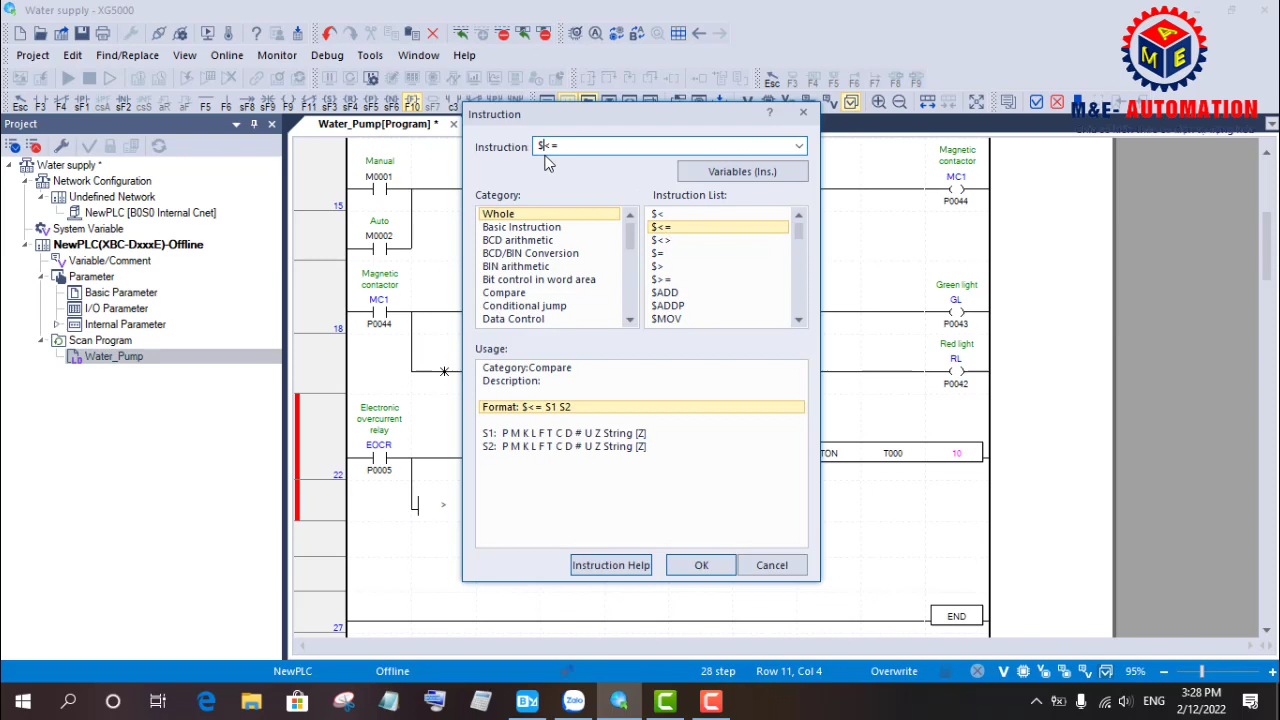 Water supply - XG5000
Project Edit Find/Replace View Online Monitor Debug Tools Window Help
Esc F3 F4 F6
M&E- AUTOMATION
Project
Water supply *
Network Configuration
Undefined Network
NewPLC [B0S0 Internal Cnet]
System Variable
NewPLC(XBC-DxxxE)-Offline
Variable/Comment
Parameter
Basic Parameter
I/O Parameter
Internal Parameter
Scan Program
Water_Pump
Water_Pump[Program] *
Manual
M0001
15
Auto
M0002
Magnetic
contactor
MC1
P0044
18
Electronic
overcurrent
relay
EOCR
P0005
22
>
27
Instruction
Instruction $<=
Variables (Ins.)
Category:
Whole
Basic Instruction
BCD arithmetic
BCD/BIN Conversion
BIN arithmetic
Bit control in word area
Compare
Conditional jump
Data Control
Instruction List:
$<
$<=
$<>
$=
$>
$>=
$ADD
$ADDP
$MOV
Usage:
Category:Compare
Description:
Format: $<= S1 S2
S1: P M K L F T C D # U Z String [Z]
S2: P M K L F T C D # U Z String [Z]
Instruction Help OK Cancel
Magnetic
contactor
MC1
P0044
Green light
GL
P0043
Red light
RL
P0042
TON T000 10
END
NewPLC Offline 28 step Row 11, Col 4 Overwrite 95%
ENG
3:28 PM
2/12/2022